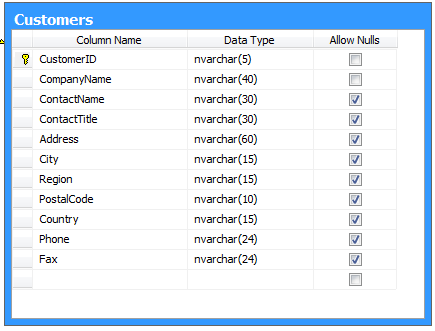 Customers
Column Name Data Type Allow Nulls
CustomerID nvarchar(5)
CompanyName nvarchar(40)
ContactName nvarchar(30)
ContactTitle nvarchar(30)
Address nvarchar(60)
City nvarchar(15)
Region nvarchar(15)
PostalCode nvarchar(10)
Country nvarchar(15)
Phone nvarchar(24)
Fax nvarchar(24)